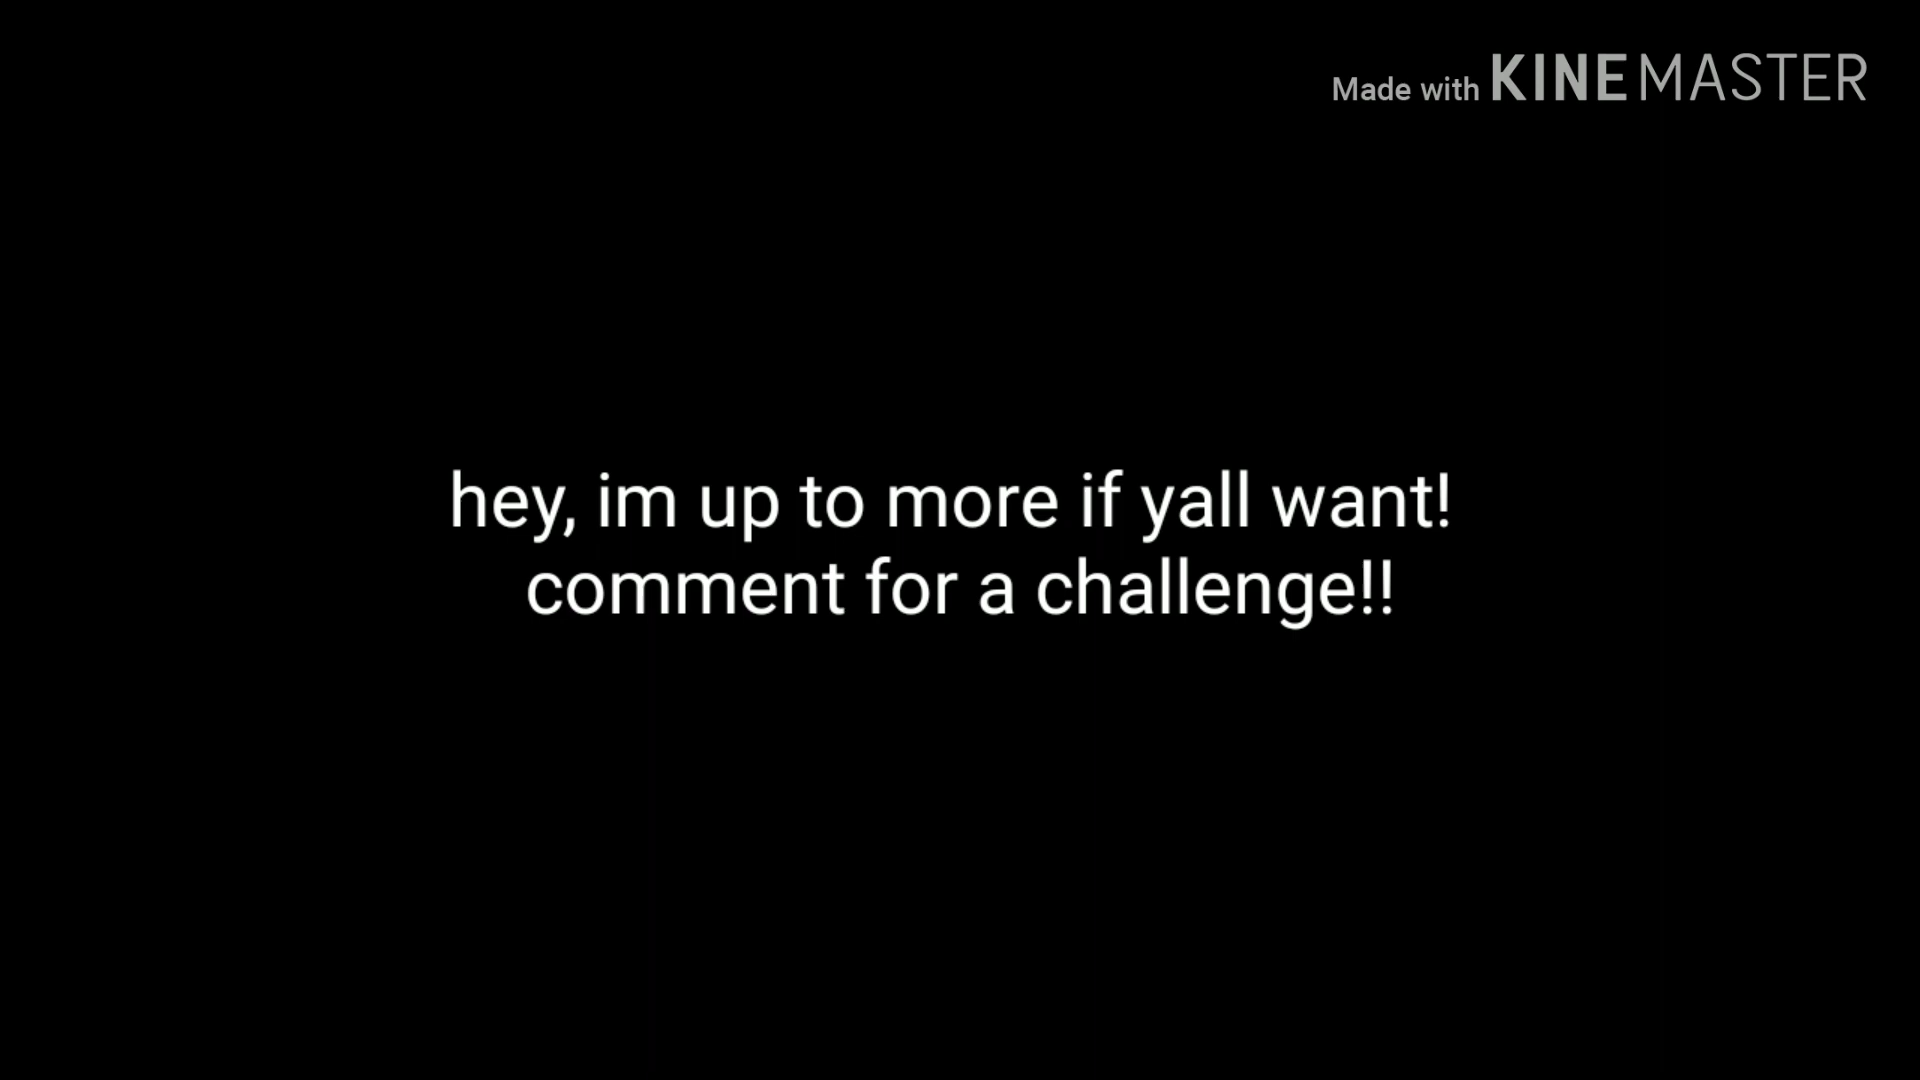 Made with KINEMASTER
hey, im up to more if yall want!
comment for a challenge!!